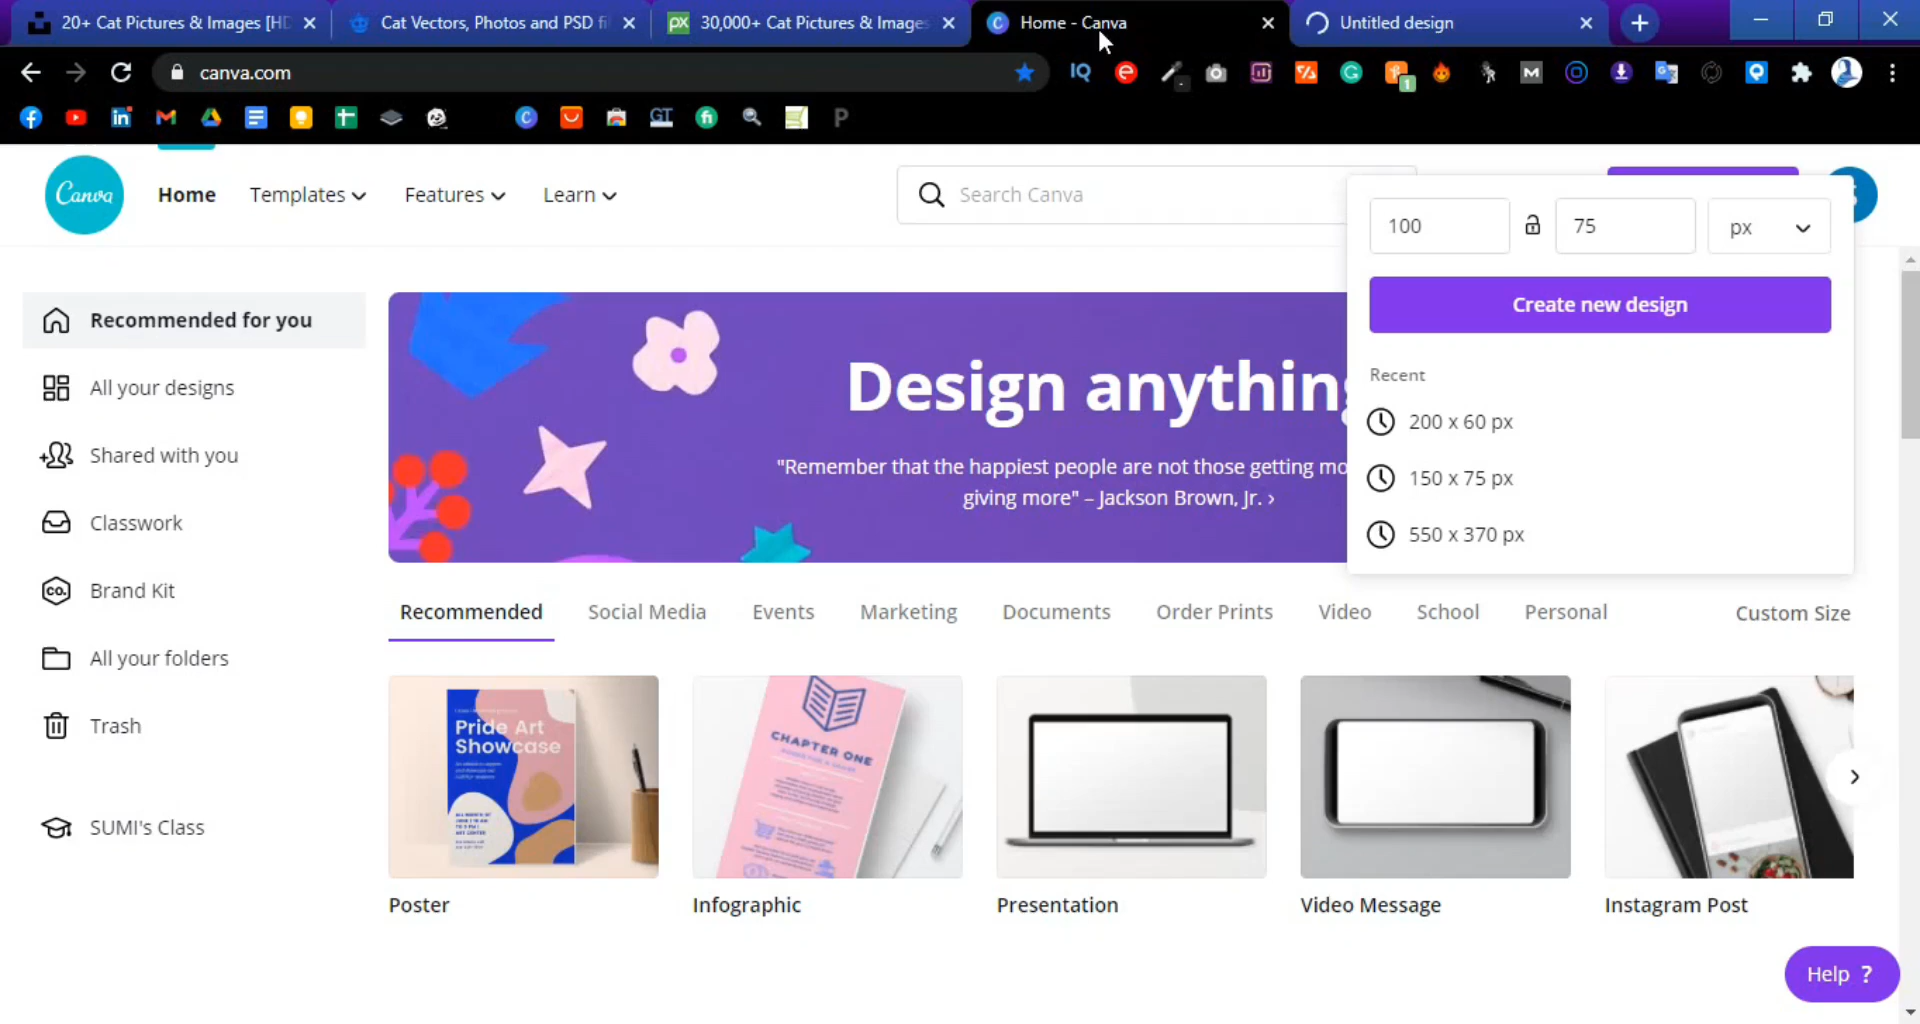 20+ Cat Pictures & Images [HD
Cat Vectors, Photos and PSD fi
30,000+ Cat Pictures & Images
Home - Canva
Untitled design
canva.com
Canva
Home
Templates
Features
Learn
Search Canva
100
75
px
Create new design
Recent
200 x 60 px
150 x 75 px
550 x 370 px
Recommended for you
All your designs
Shared with you
Classwork
Brand Kit
All your folders
Trash
SUMI's Class
Design anything
"Remember that the happiest people are not those getting mo
giving more" – Jackson Brown, Jr. ›
Recommended
Social Media
Events
Marketing
Documents
Order Prints
Video
School
Personal
Custom Size
Pride Art
Showcase
CHAPTER ONE
Poster
Infographic
Presentation
Video Message
Instagram Post
Help ?